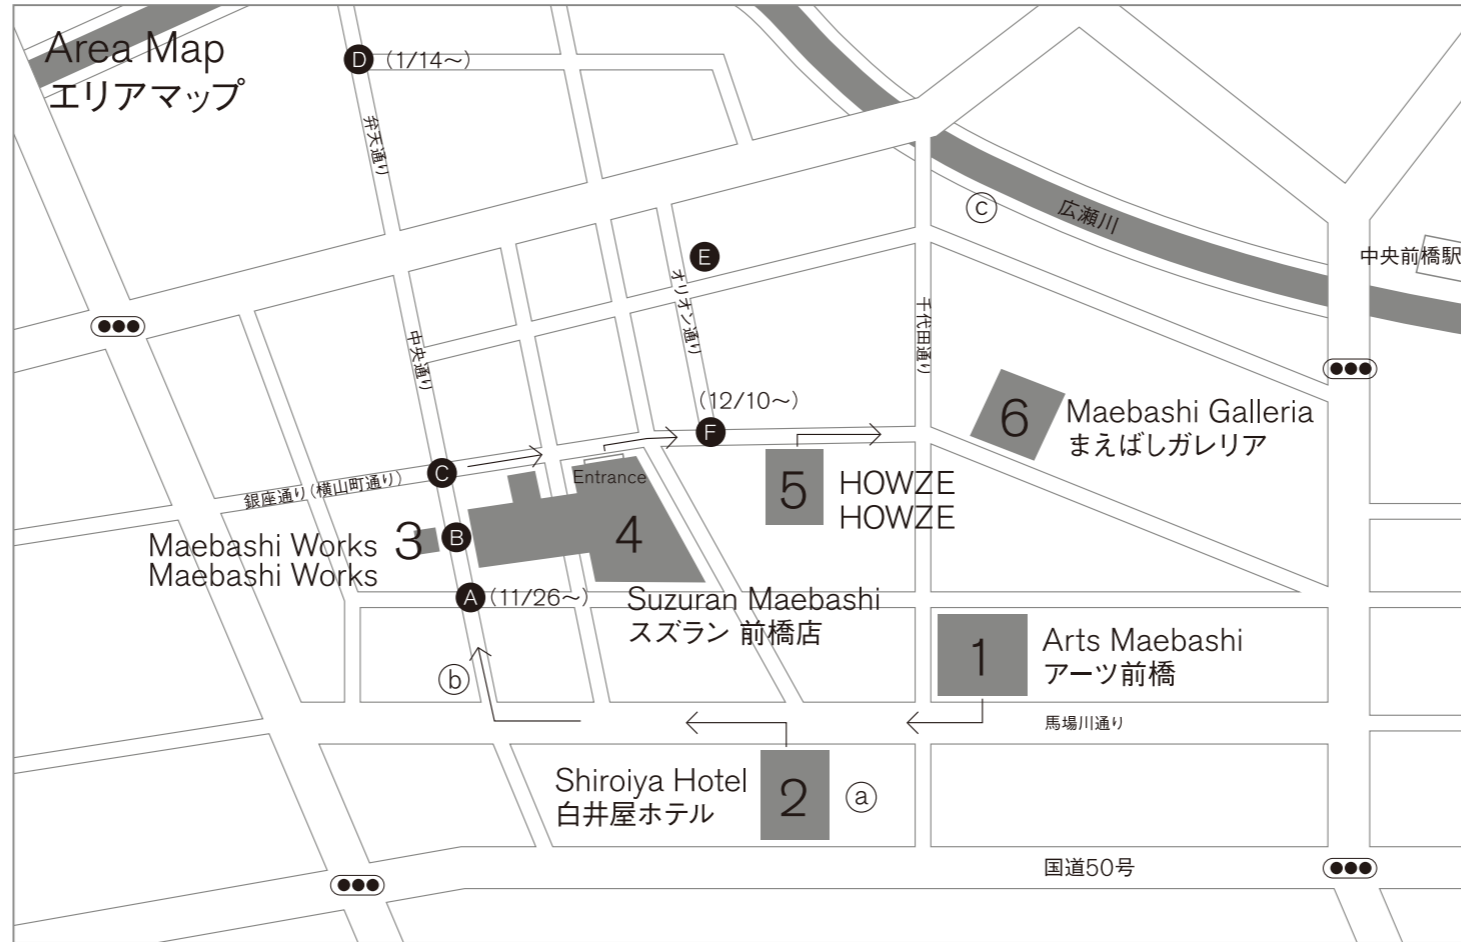 Area Map
エリアマップ
D (1/14〜)
弁天通り
c
広瀬川
中央前橋駅
E
オリオン通り
中央通り
千代田通り
(12/10〜)
F
6
Maebashi Galleria
まえばしガレリア
C
銀座通り(横山町通り)
Entrance
5
HOWZE
HOWZE
Maebashi Works
Maebashi Works
3
B
4
A (11/26〜)
Suzuran Maebashi
スズラン 前橋店
1
Arts Maebashi
アーツ前橋
b
馬場川通り
Shiroiya Hotel
白井屋ホテル
2
a
国道50号